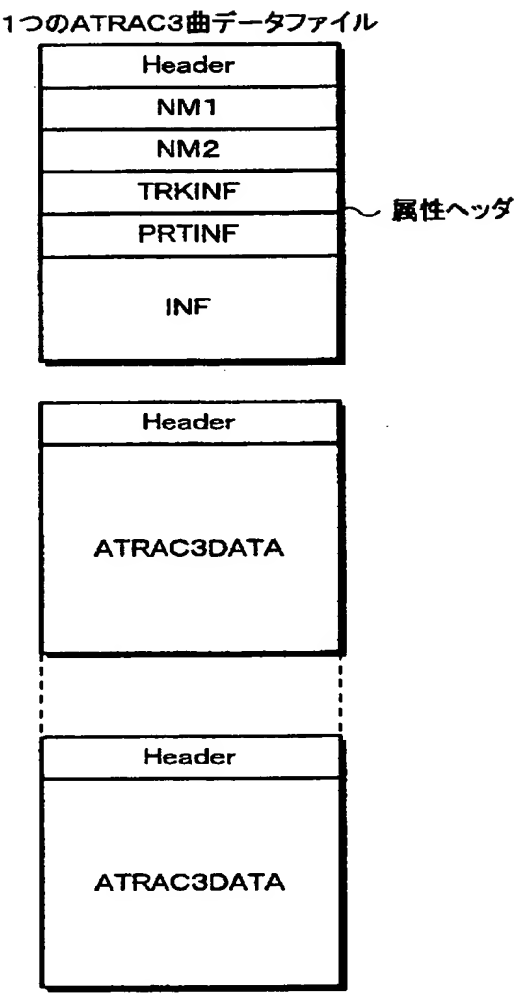 1つのATRAC3曲データファイル
Header
NM1
NM2
TRKINF
属性ヘッダ
PRTINF
INF
Header
ATRAC3DATA
Header
ATRAC3DATA